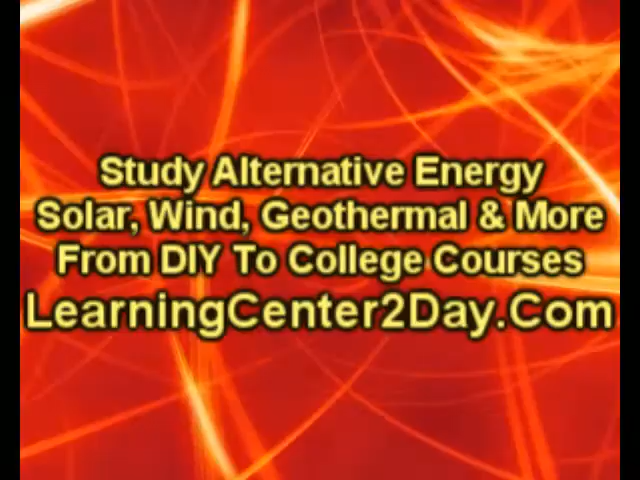 Study Alternative Energy
Solar, Wind, Geothermal & More
From DIY To College Courses
LearningCenter2Day.Com